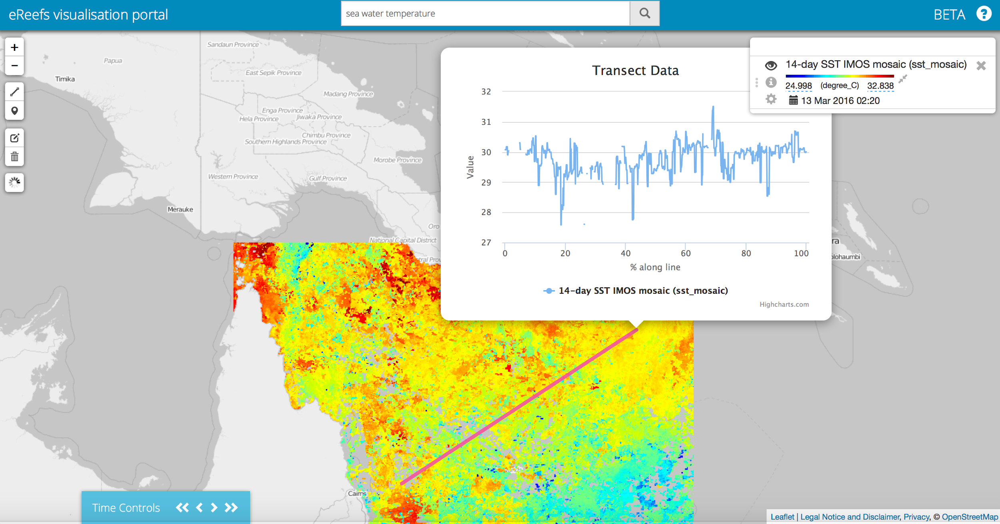 eReefs visualisation portal
sea water temperature
BETA
?
+
−
Sandaun Province
Papua
Timika
East Sepik Province
Madang Province
Enga Province
Hela Province
Jiwaka Province
Chimbu Province
Southern Highlands Province
Morobe Province
Western Province
Gulf Province
Merauke
Oro
National Capital District
tral Prov
Cairns
ra
olohaumbi
Transect Data
Value
32
31
30
29
28
27
0 20 40 60 80 100
% along line
14-day SST IMOS mosaic (sst_mosaic)
Highcharts.com
14-day SST IMOS mosaic (sst_mosaic)
24.998 (degree_C) 32.838
13 Mar 2016 02:20
Time Controls
Leaflet | Legal Notice and Disclaimer, Privacy, © OpenStreetMap